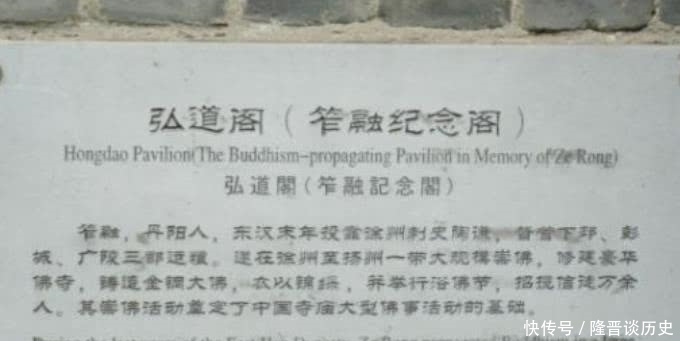 弘道阁（笮融纪念阁）
Hongdao Pavilion(The Buddhism-propagating Pavilion in Memory of Ze Rong)
弘道閣（笮融記念閣）
笮融，丹阳人，东汉末年投靠徐州刺史陶谦，督管下邳、彭
城、广陵三郡运粮。遂在徐州至扬州一带大规模崇佛，修建豪华
佛寺，铸造金铜大佛，衣以锦绿，并举行浴佛节，招揽信徒万余
人。其崇佛活动奠定了中国寺庙大型佛事活动的基础。
快传号 / 隆晋谈历史